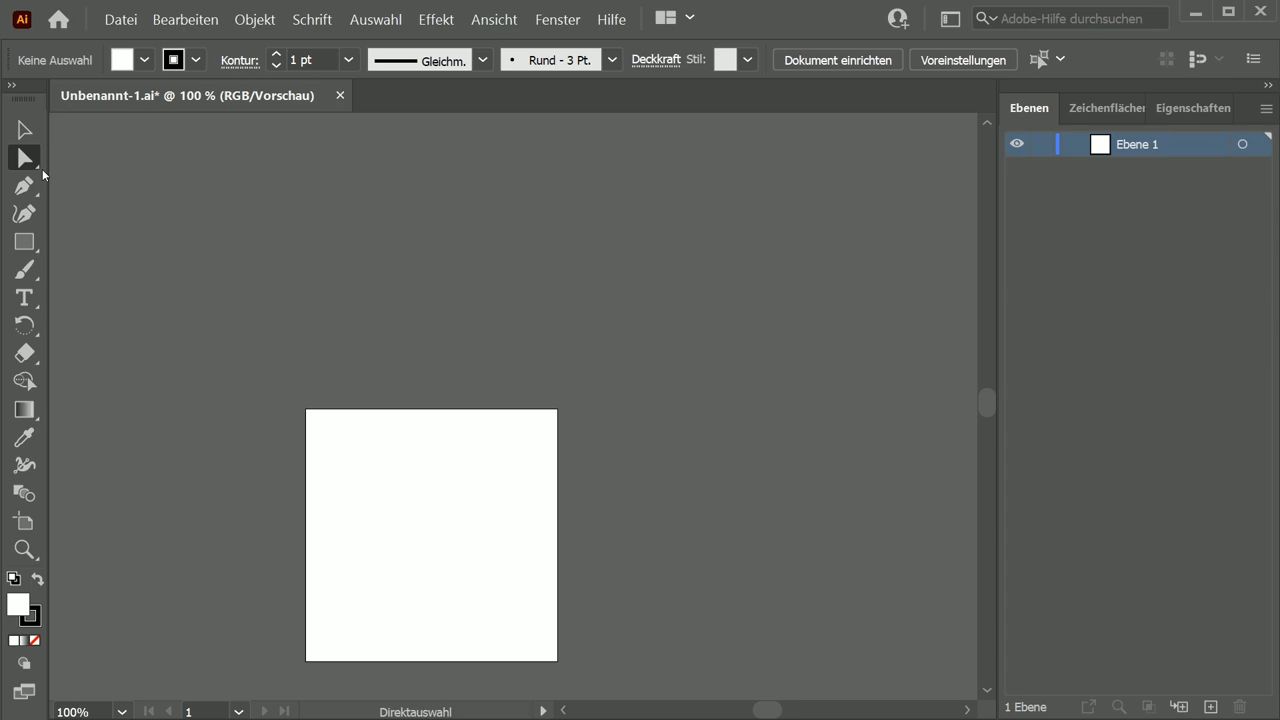 Ai
Datei Bearbeiten Objekt Schrift Auswahl Effekt Ansicht Fenster Hilfe
Adobe-Hilfe durchsuchen
Keine Auswahl
Kontur:
1 pt
Gleichm.
Rund - 3 Pt.
Deckkraft
Stil:
Dokument einrichten
Voreinstellungen
Unbenannt-1.ai* @ 100 % (RGB/Vorschau)
Ebenen
Zeichenflächer
Eigenschaften
Ebene 1
100%
1
Direktauswahl
1 Ebene